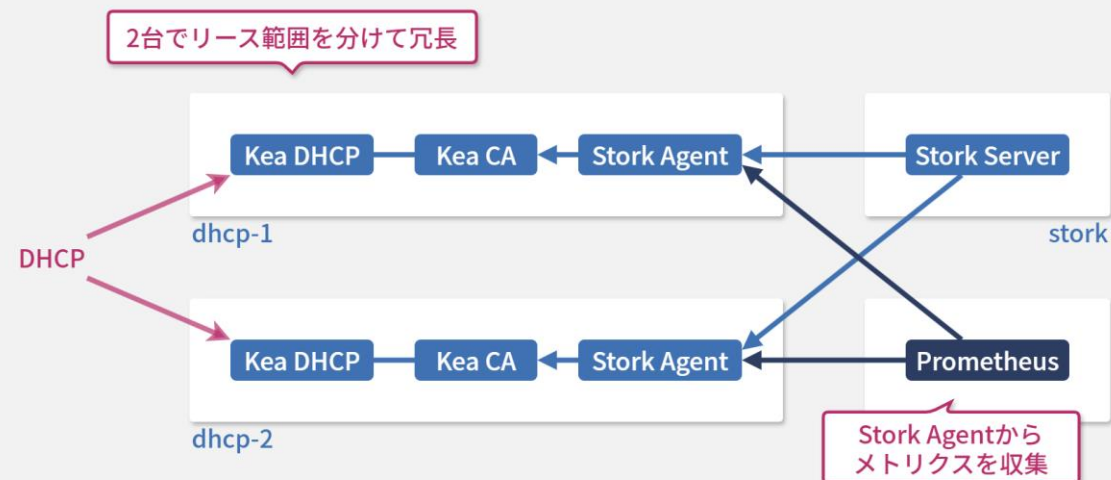 2台でリース範囲を分けて冗長
Kea DHCP
Kea CA
Stork Agent
Stork Server
dhcp-1
stork
DHCP
Kea DHCP
Kea CA
Stork Agent
Prometheus
dhcp-2
Stork Agentから
メトリクスを収集